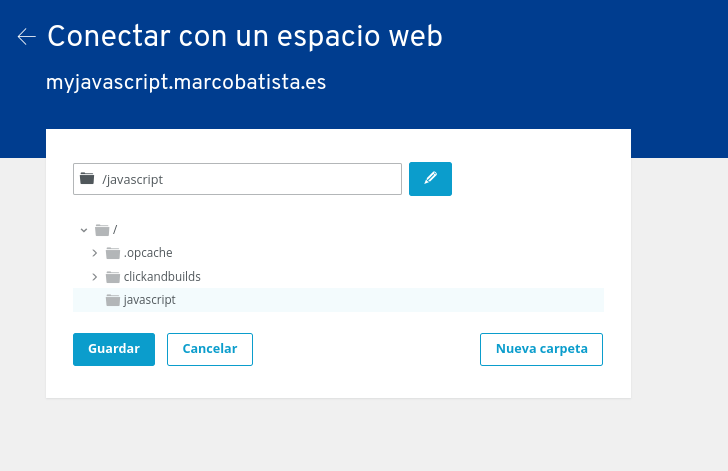 Conectar con un espacio web
myjavascript.marcobatista.es
/javascript
/
.opcache
clickandbuilds
javascript
Guardar Cancelar Nueva carpeta